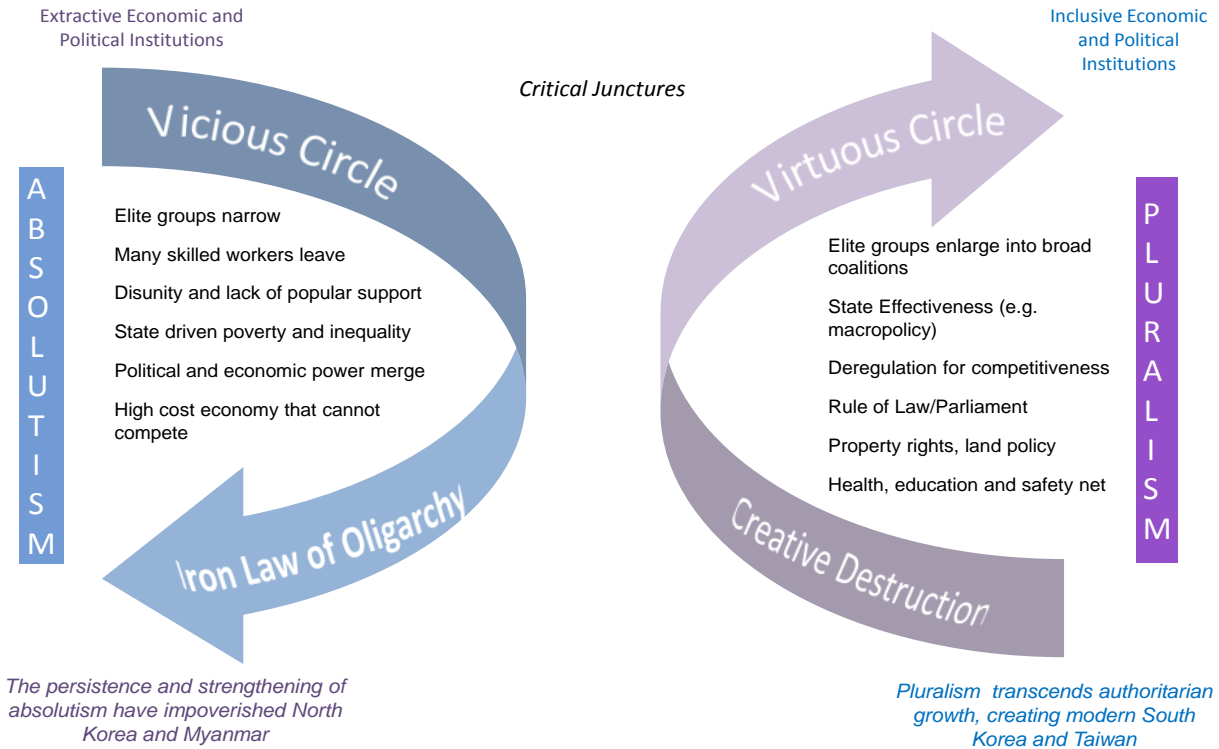 Extractive Economic and
Political Institutions
Critical Junctures
Inclusive Economic
and Political
Institutions
Vicious Circle
Virtuous Circle
ABSOLUTISM
Elite groups narrow
Many skilled workers leave
Disunity and lack of popular support
State driven poverty and inequality
Political and economic power merge
High cost economy that cannot
compete
Iron Law of Oligarchy
Elite groups enlarge into broad
coalitions
State Effectiveness (e.g.
macropolicy)
Deregulation for competitiveness
Rule of Law/Parliament
Property rights, land policy
Health, education and safety net
PLURALISM
Creative Destruction
The persistence and strengthening of
absolutism have impoverished North
Korea and Myanmar
Pluralism transcends authoritarian
growth, creating modern South
Korea and Taiwan